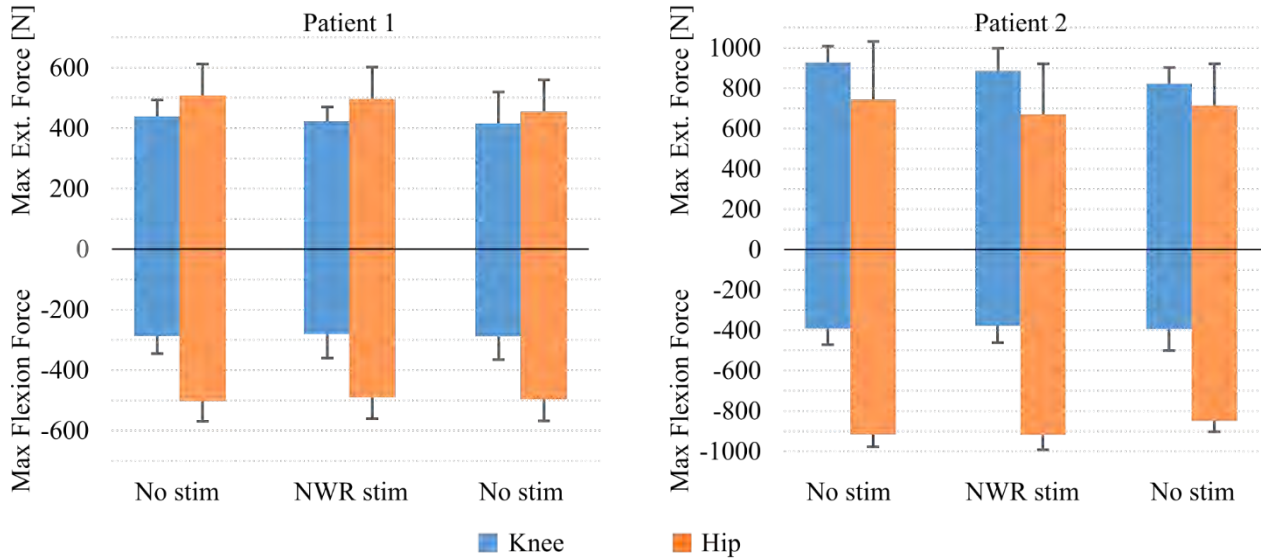 Patient 1
Max Ext. Force [N]
Max Flexion Force
600
400
200
0
-200
-400
-600
No stim
NWR stim
No stim
Patient 2
Max Ext. Force [N]
Max Flexion Force
1000
800
600
400
200
0
-200
-400
-600
-800
-1000
No stim
NWR stim
No stim
Knee
Hip